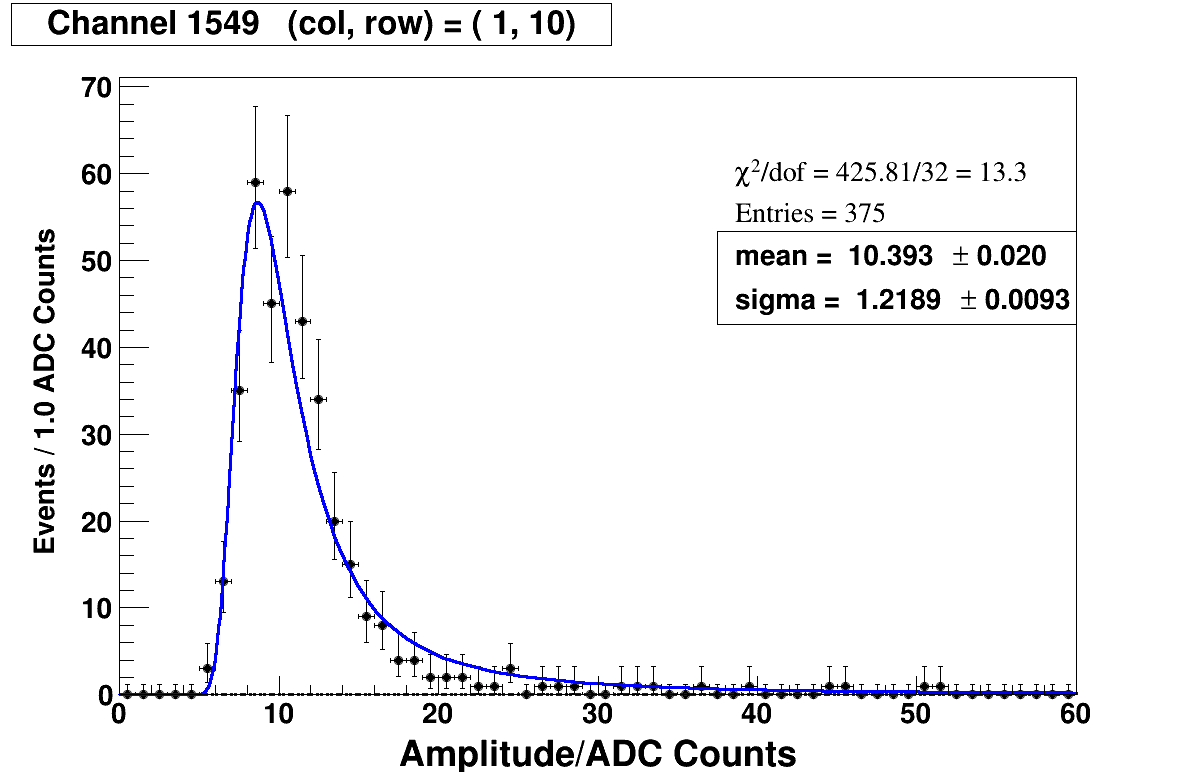 Channel 1549 (col, row) = ( 1, 10)
χ²/dof = 425.81/32 = 13.3
Entries = 375
mean = 10.393 ± 0.020
sigma = 1.2189 ± 0.0093
Events / 1.0 ADC Counts
70
60
50
40
30
20
10
0
0 10 20 30 40 50 60
Amplitude/ADC Counts